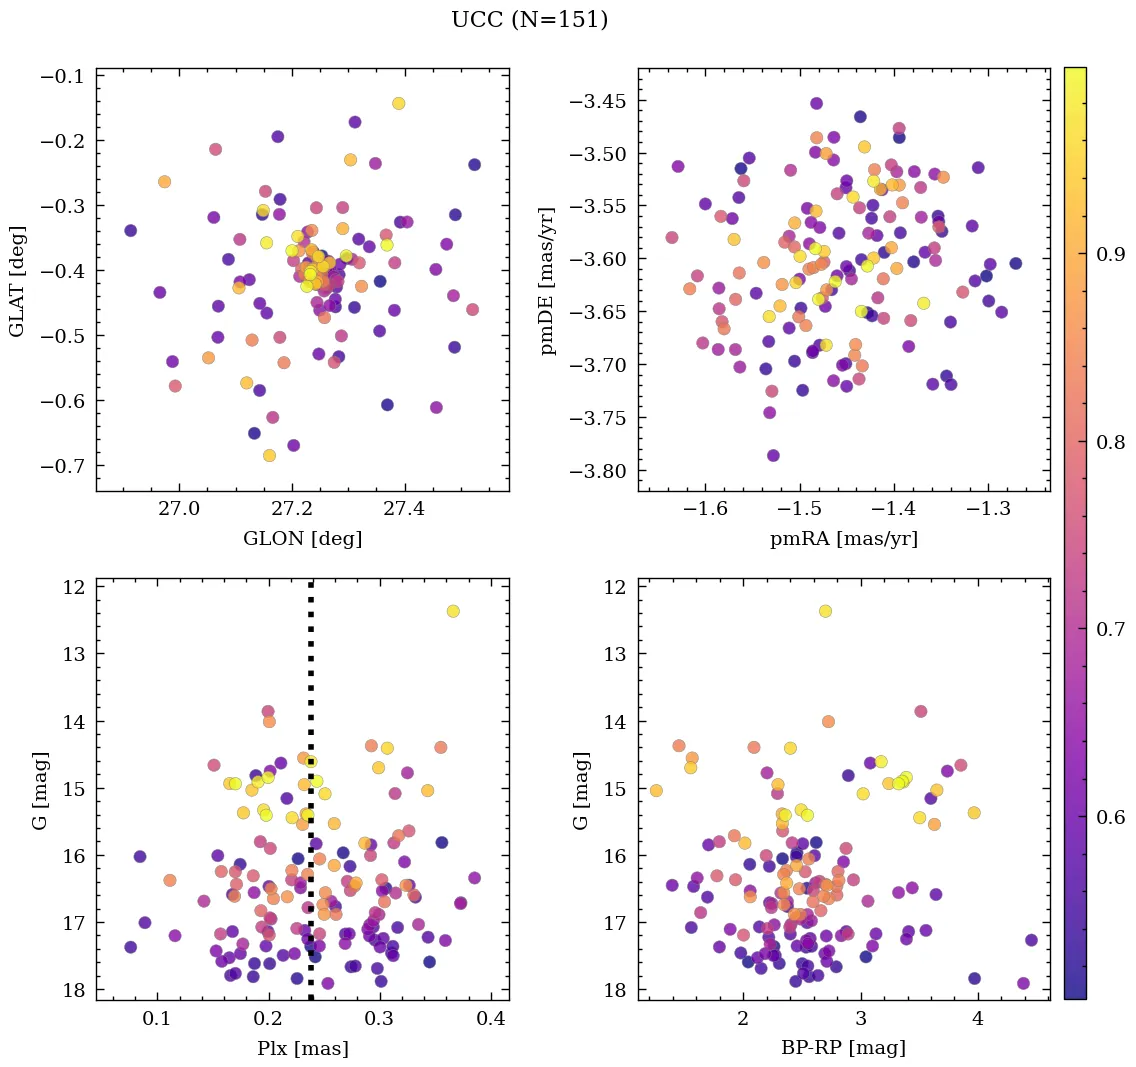 UCC (N=151)
−0.1
−0.2
−0.3
−0.4
−0.5
−0.6
−0.7
GLAT [deg]
27.0 27.2 27.4
GLON [deg]
−3.45
−3.50
−3.55
−3.60
−3.65
−3.70
−3.75
−3.80
pmDE [mas/yr]
−1.6 −1.5 −1.4 −1.3
pmRA [mas/yr]
12
13
14
15
16
17
18
G [mag]
0.1 0.2 0.3 0.4
Plx [mas]
12
13
14
15
16
17
18
G [mag]
2 3 4
BP-RP [mag]
0.9
0.8
0.7
0.6